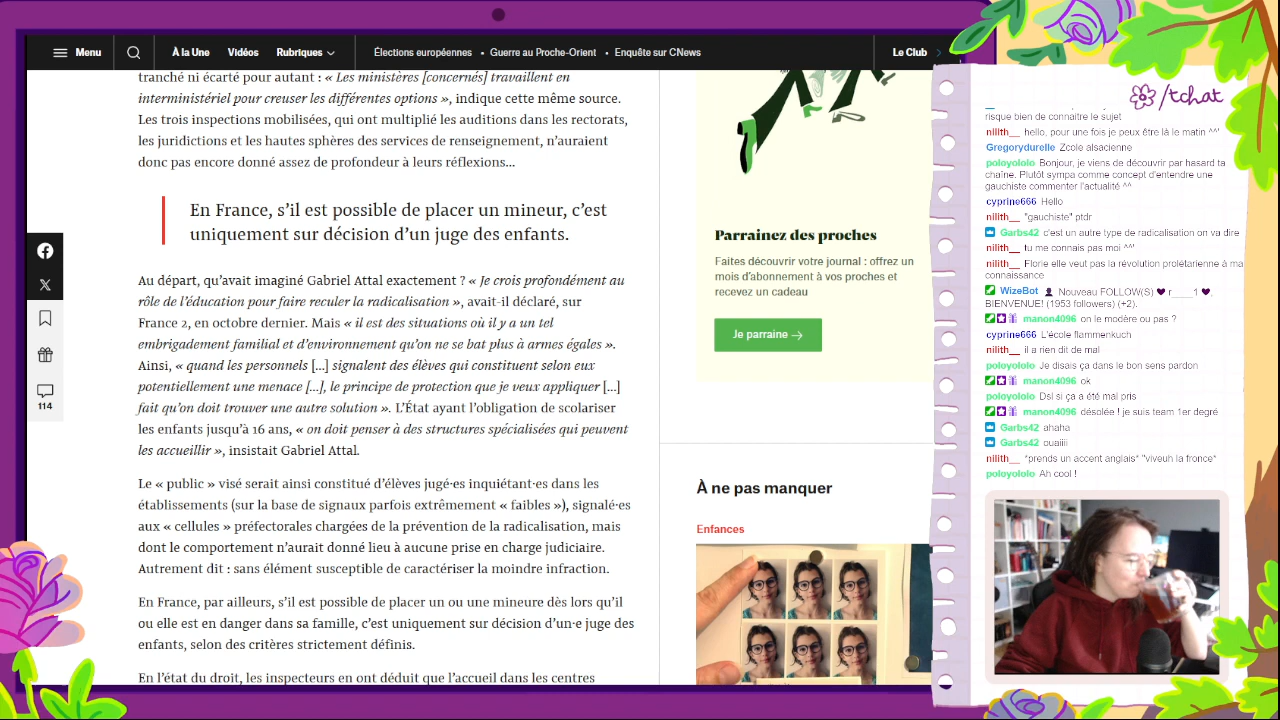 Menu
À la Une
Vidéos
Rubriques
Élections européennes
• Guerre au Proche-Orient
• Enquête sur CNews
Le Club
tranché ni écarté pour autant : « Les ministères [concernés] travaillent en
interministériel pour creuser les différentes options », indique cette même source.
Les trois inspections mobilisées, qui ont multiplié les auditions dans les rectorats,
les juridictions et les hautes sphères des services de renseignement, n’auraient
donc pas encore donné assez de profondeur à leurs réflexions...
En France, s’il est possible de placer un mineur, c’est
uniquement sur décision d’un juge des enfants.
Au départ, qu’avait imaginé Gabriel Attal exactement ? « Je crois profondément au
rôle de l’éducation pour faire reculer la radicalisation », avait-il déclaré, sur
France 2, en octobre dernier. Mais « il est des situations où il y a un tel
embrigadement familial et de l’environnement qu’on ne se bat plus à armes égales ».
Ainsi, « quand les personnels [...] signalent des élèves qui constituent selon eux
potentiellement une menace [...], le principe de protection que je veux appliquer [...]
fait qu’on doit trouver une autre solution ». L’État ayant l’obligation de scolariser
les enfants jusqu’à 16 ans, « on doit penser à des structures spécialisées qui peuvent
les accueillir », insistait Gabriel Attal.
Le « public » visé serait ainsi constitué d’élèves jugé·es inquiétant·es dans les
établissements (sur la base de signaux parfois extrêmement « faibles »), signalé·es
aux « cellules » préfectorales chargées de la prévention de la radicalisation, mais
dont le comportement n’aurait donné lieu à aucune prise en charge judiciaire.
Autrement dit : sans élément susceptible de caractériser la moindre infraction.
En France, par ailleurs, s’il est possible de placer un ou une mineure dès lors qu’il
ou elle est en danger dans sa famille, c’est uniquement sur décision d’un·e juge des
enfants, selon des critères strictement définis.
En l’état du droit, les inspecteurs en ont déduit que l’accueil dans les centres
114
Parrainez des proches
Faites découvrir votre journal : offrez un
mois d’abonnement à vos proches et
recevez un cadeau
Je parraine →
À ne pas manquer
Enfances
/tchat
risque bien de connaitre le sujet
nilith__ hello, pour une fois je peux être là le matin ^^'
Gregorydurelle Zcole alsacienne
poloyololo Bonjour, je viens de découvrir par hasard ta
chaîne. Plutôt sympa comme concept d'entendre une
gauchiste commenter l'actualité ^^
cyprine666 Hello
nilith__ "gauchiste" ptdr
Garbs42 c'est un autre type de radicalisation on va dire
nilith__ tu me connais pas moi ^^'
nilith__ Florie elle veut pas la révolution prolétarienne à ma
connaissance
WizeBot Nouveau FOLLOW(S) ♥ r____1 ♥.
BIENVENUE! (1953 followers) (+2).
manon4096 on le modère ou pas ?
cyprine666 L'école flammenkuch
nilith__ il a rien dit de mal
poloyololo Je disais ça dans le bon sens pardon
manon4096 ok
poloyololo Dsl si ça a été mal pris
manon4096 désolée ! je suis team 1er degré
Garbs42 ahaha
Garbs42 ouaiiii
nilith__ *prends un accent anglais* "viveuh la fronce"
poloyololo Ah cool !